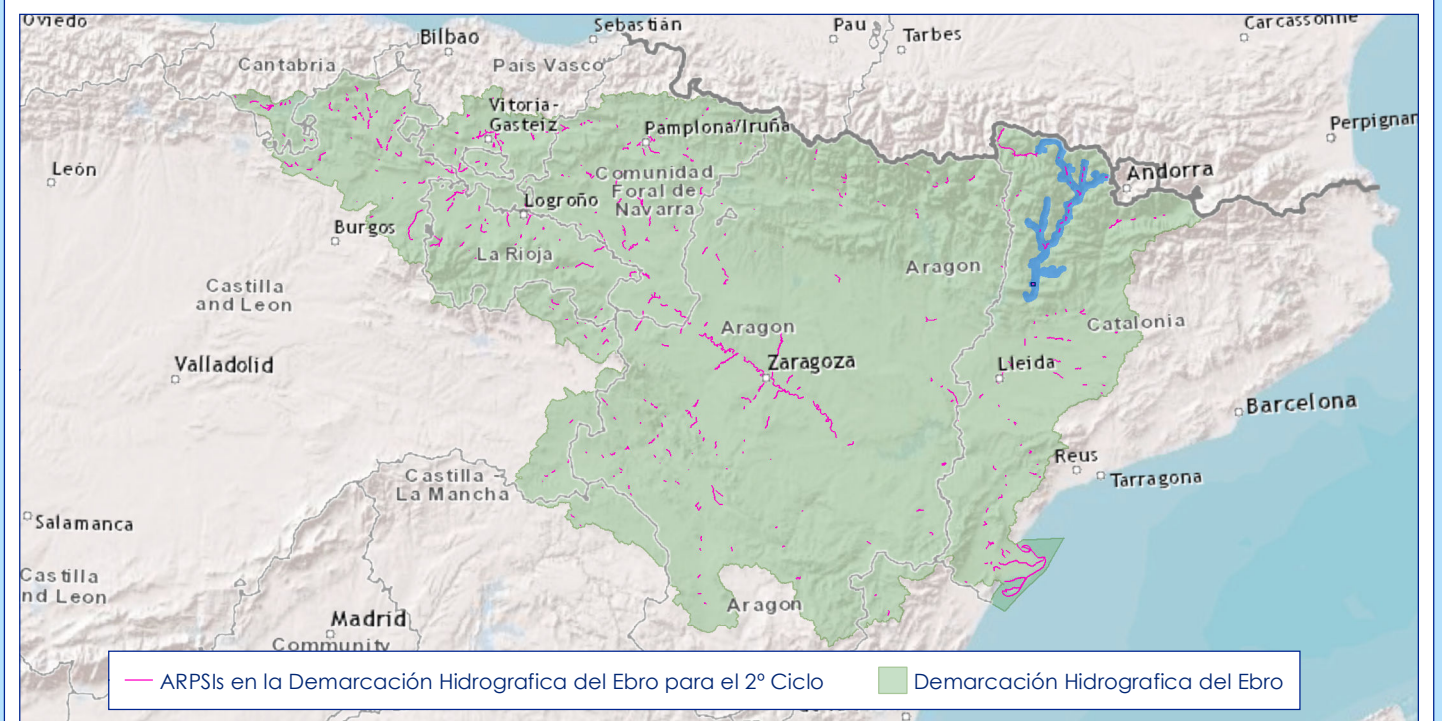 Oviedo
Sebastián
Pau
Tarbes
Carcassonne
Bilbao
Cantabria
País Vasco
Vitoria-
Gasteiz
Pamplona/Iruña
Perpignan
León
Comunidad
Foral de
Navarra
Andorra
Logroño
Burgos
La Rioja
Aragon
Castilla
and Leon
Aragon
Catalonia
Valladolid
Zaragoza
Lleida
Barcelona
Reus
Castilla
La Mancha
Tarragona
Salamanca
Castilla
nd Leon
Aragon
Madrid
Community
ARPSIs en la Demarcación Hidrografica del Ebro para el 2º Ciclo
Demarcación Hidrografica del Ebro